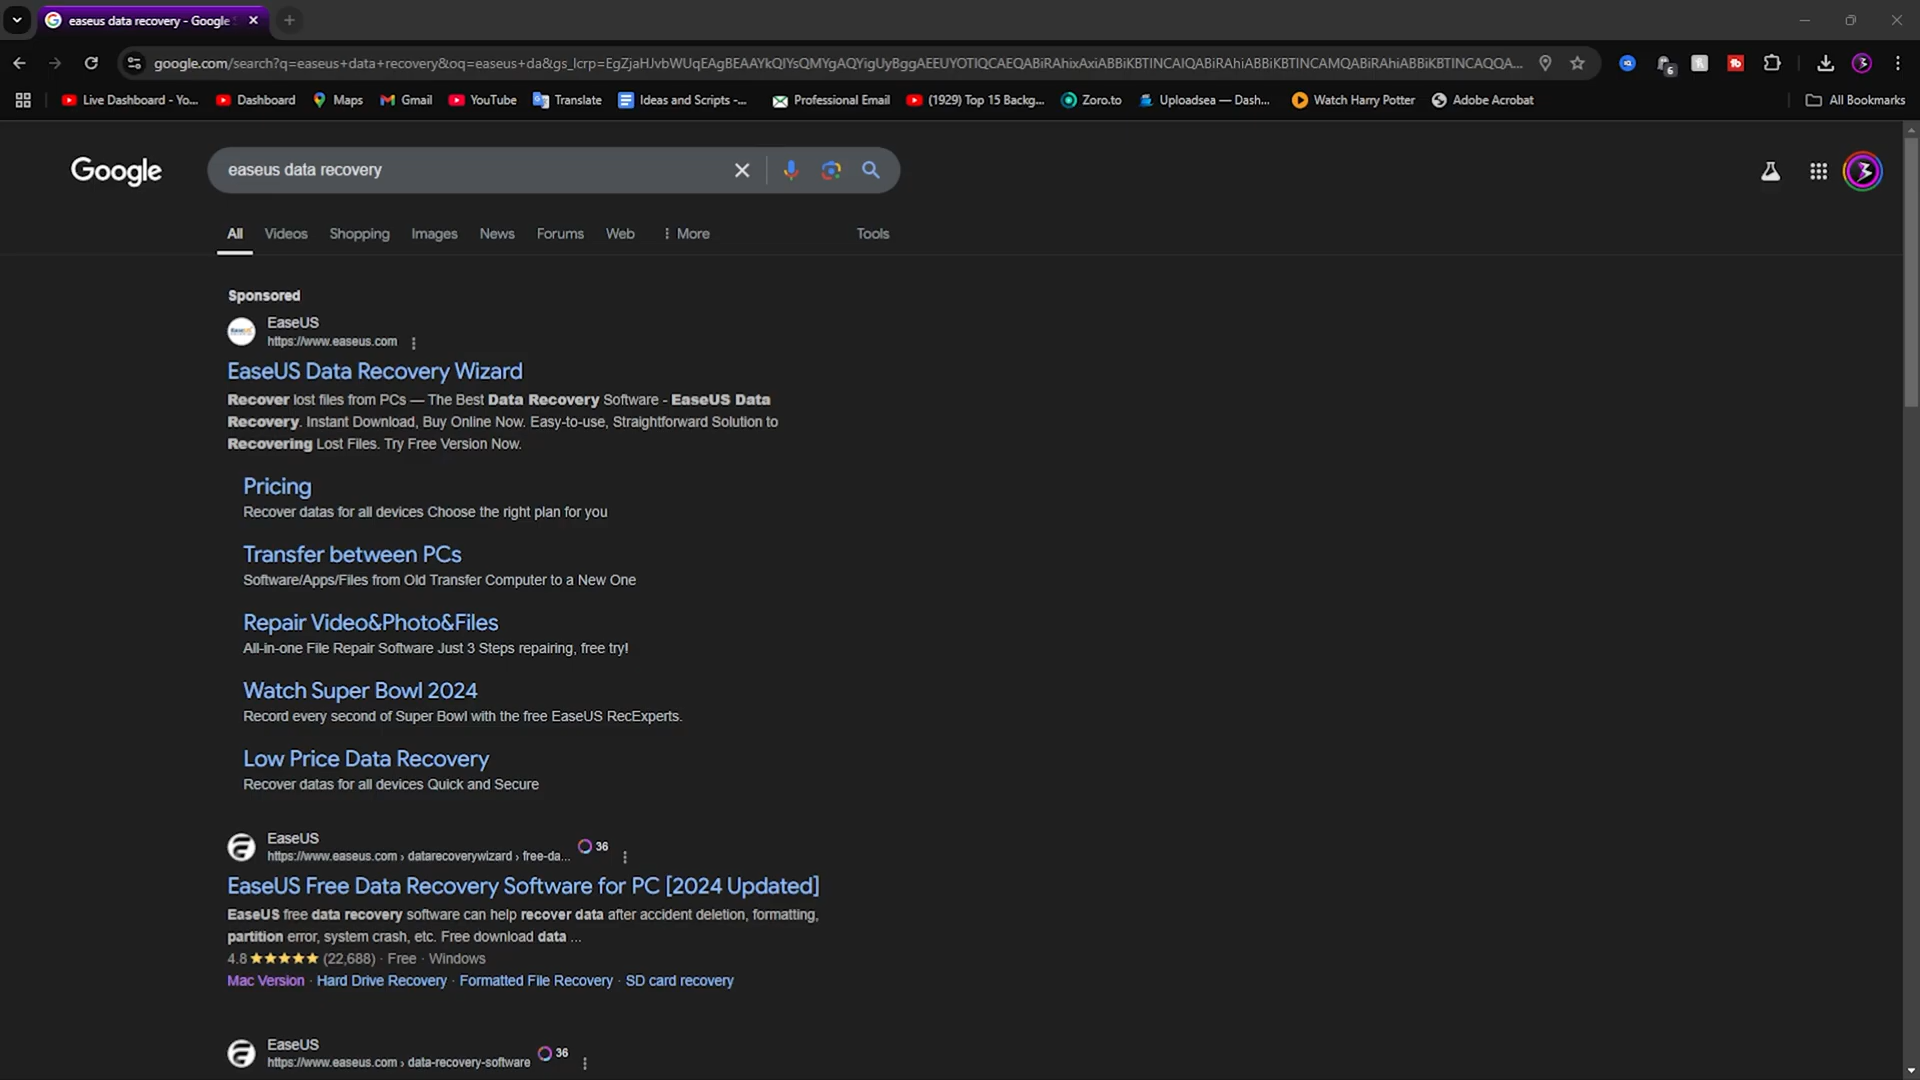 easeus data recovery - Google
google.com/search?q=easeus+data+recovery&oq=easeus+da&gs_lcrp=EgZjaHJvbWUqEAgBEAAYkQIYsQMYgAQYigUyBggAEEUYOTIQCAEQABiRAhixAxiABBiKBTINCAIQABiRAhiABBiKBTINCAMQABiRAhiABBiKBTINCAQQA...
6
Live Dashboard - Yo...
Dashboard
Maps
Gmail
YouTube
Translate
Ideas and Scripts -...
Professional Email
(1929) Top 15 Backg...
Zoro.to
Uploadsea — Dash...
Watch Harry Potter
Adobe Acrobat
All Bookmarks
Google
easeus data recovery
All
Videos
Shopping
Images
News
Forums
Web
More
Tools
Sponsored
EaseUS
https://www.easeus.com
EaseUS Data Recovery Wizard
Recover lost files from PCs — The Best Data Recovery Software - EaseUS Data
Recovery. Instant Download, Buy Online Now. Easy-to-use, Straightforward Solution to
Recovering Lost Files. Try Free Version Now.
Pricing
Recover datas for all devices Choose the right plan for you
Transfer between PCs
Software/Apps/Files from Old Transfer Computer to a New One
Repair Video&Photo&Files
All-in-one File Repair Software Just 3 Steps repairing, free try!
Watch Super Bowl 2024
Record every second of Super Bowl with the free EaseUS RecExperts.
Low Price Data Recovery
Recover datas for all devices Quick and Secure
EaseUS
https://www.easeus.com › datarecoverywizard › free-da...
36
EaseUS Free Data Recovery Software for PC [2024 Updated]
EaseUS free data recovery software can help recover data after accident deletion, formatting,
partition error, system crash, etc. Free download data ...
4.8 ★★★★★ (22,688) · Free · Windows
Mac Version · Hard Drive Recovery · Formatted File Recovery · SD card recovery
EaseUS
https://www.easeus.com › data-recovery-software
36